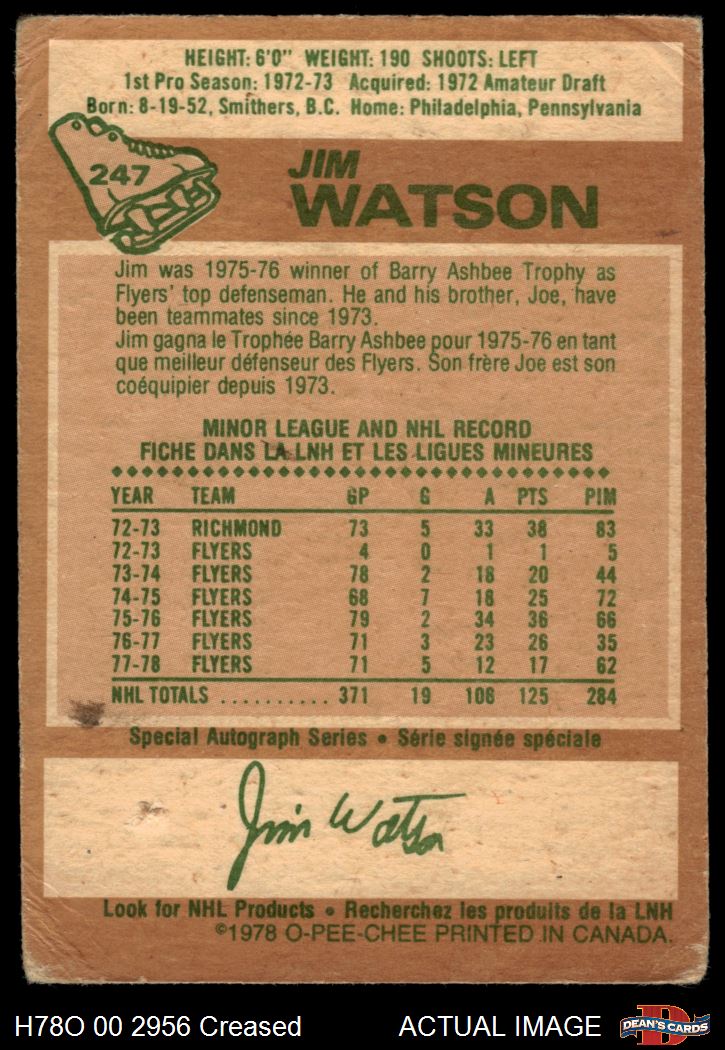 HEIGHT: 6'0" WEIGHT: 190 SHOOTS: LEFT
1st Pro Season: 1972-73 Acquired: 1972 Amateur Draft
Born: 8-19-52, Smithers, B.C. Home: Philadelphia, Pennsylvania
247
JIM
WATSON
Jim was 1975-76 winner of Barry Ashbee Trophy as
Flyers' top defenseman. He and his brother, Joe, have
been teammates since 1973.
Jim gagna le Trophée Barry Ashbee pour 1975-76 en tant
que meilleur défenseur des Flyers. Son frère Joe est son
coéquipier depuis 1973.
MINOR LEAGUE AND NHL RECORD
FICHE DANS LA LNH ET LES LIGUES MINEURES
YEAR TEAM GP G A PTS PIM
72-73 RICHMOND 73 5 33 38 83
72-73 FLYERS 4 0 1 1 5
73-74 FLYERS 78 2 18 20 44
74-75 FLYERS 68 7 18 25 72
75-76 FLYERS 79 2 34 36 66
76-77 FLYERS 71 3 23 26 35
77-78 FLYERS 71 5 12 17 62
NHL TOTALS .......... 371 19 106 125 284
Special Autograph Series • Série signée spéciale
Jim Watson
Look for NHL Products • Recherchez les produits de la LNH
©1978 O-PEE-CHEE PRINTED IN CANADA.
H78O 00 2956 Creased ACTUAL IMAGE D DEAN'S CARDS